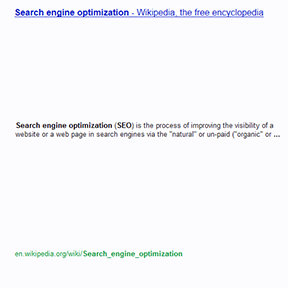 Search engine optimization - Wikipedia, the free encyclopedia
Search engine optimization (SEO) is the process of improving the visibility of a
website or a web page in search engines via the "natural" or un-paid ("organic" or ...
en.wikipedia.org/wiki/Search_engine_optimization